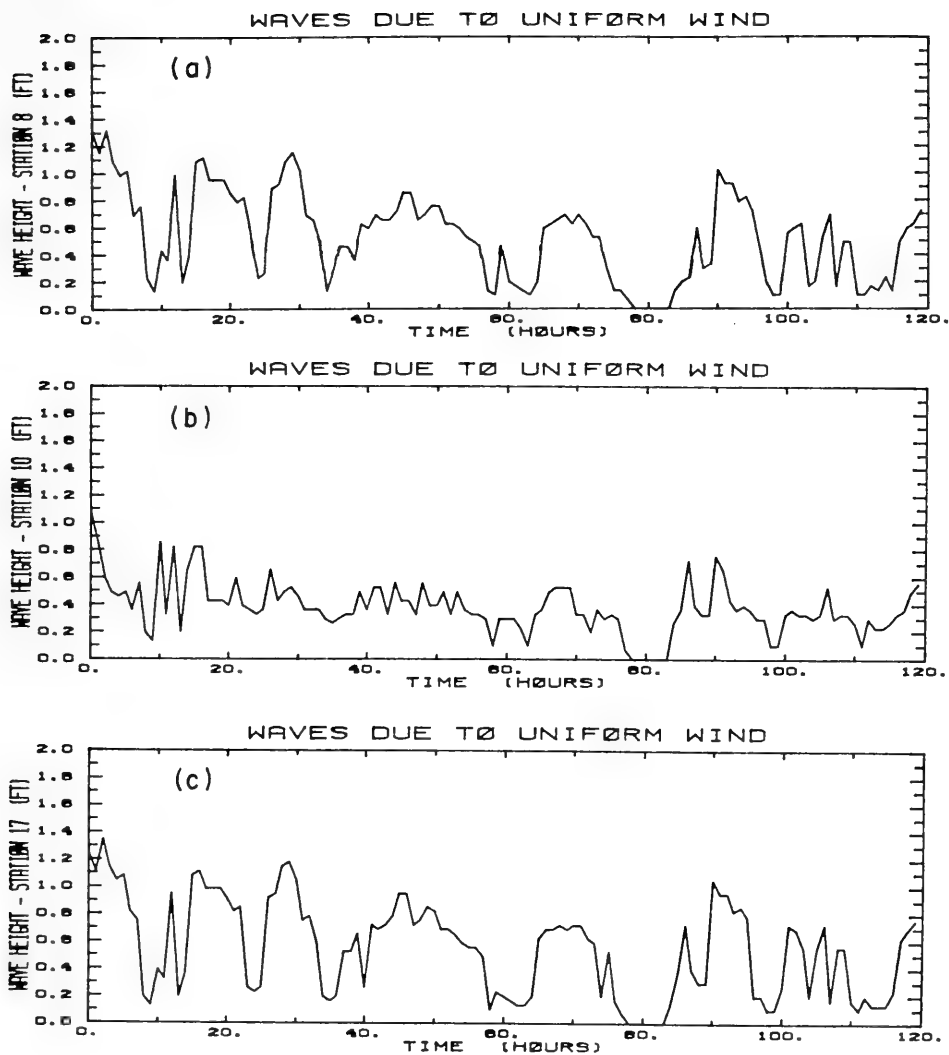 WAVES DUE TØ UNIFØRM WIND
(a)
WAVE HEIGHT - STATION 8 (FT)
2.0
1.8
1.6
1.4
1.2
1.0
0.8
0.6
0.4
0.2
0.0
0. 20. 40. 60. 80. 100. 120.
TIME (HØURS)
WAVES DUE TØ UNIFØRM WIND
(b)
WAVE HEIGHT - STATION 10 (FT)
2.0
1.8
1.6
1.4
1.2
1.0
0.8
0.6
0.4
0.2
0.0
0. 20. 40. 60. 80. 100. 120.
TIME (HØURS)
WAVES DUE TØ UNIFØRM WIND
(c)
WAVE HEIGHT - STATION 17 (FT)
2.0
1.8
1.6
1.4
1.2
1.0
0.8
0.6
0.4
0.2
0.0
0. 20. 40. 60. 80. 100. 120.
TIME (HØURS)